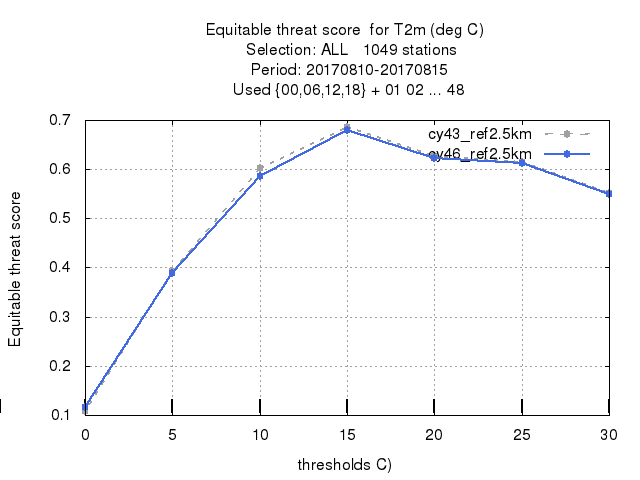 Equitable threat score for T2m (deg C)
Selection: ALL 1049 stations
Period: 20170810-20170815
Used {00,06,12,18} + 01 02 ... 48
cy43_ref2.5km
cy46_ref2.5km
Equitable threat score
0.7
0.6
0.5
0.4
0.3
0.2
0.1
0 5 10 15 20 25 30
thresholds C)